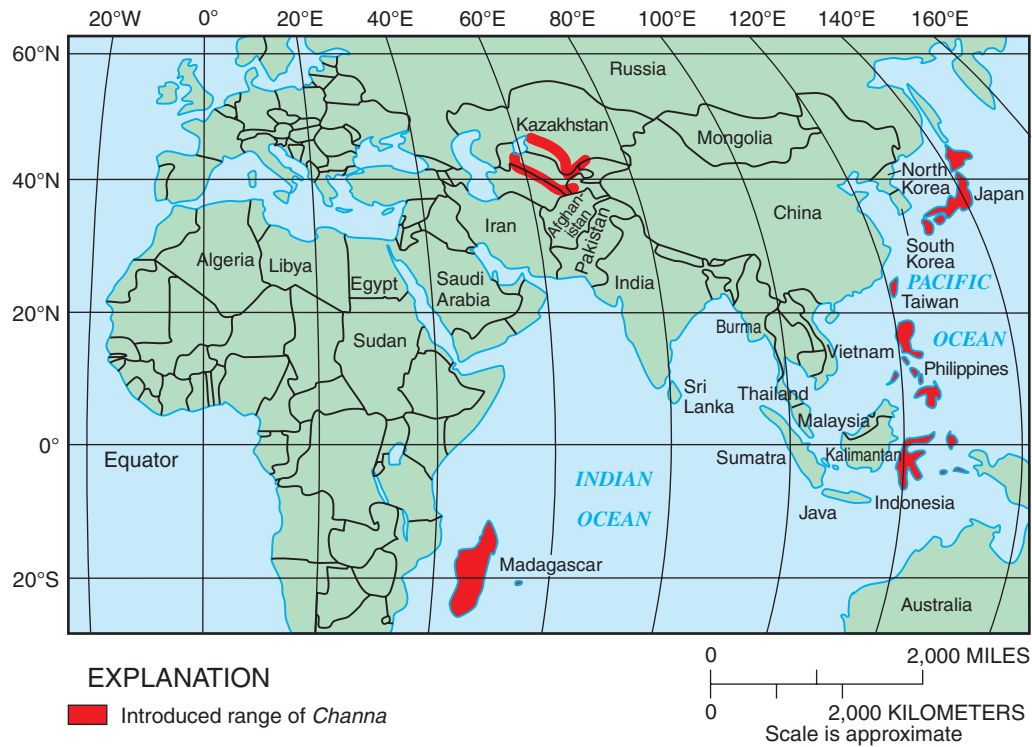 20°W 0° 20°E 40°E 60°E 80°E 100°E 120°E 140°E 160°E
60°N
40°N
20°N
0°
20°S
Russia
Kazakhstan
Mongolia
North
Korea
Japan
China
Iran
Afghan-
istan
Pakistan
South
Korea
Algeria
Libya
Egypt
Saudi
Arabia
India
PACIFIC
OCEAN
Taiwan
Burma
Sudan
Vietnam
Philippines
Sri
Lanka
Thailand
Malaysia
Equator
Sumatra
Kalimantan
INDIAN
OCEAN
Java
Indonesia
Madagascar
Australia
EXPLANATION
Introduced range of Channa
0 2,000 MILES
0 2,000 KILOMETERS
Scale is approximate